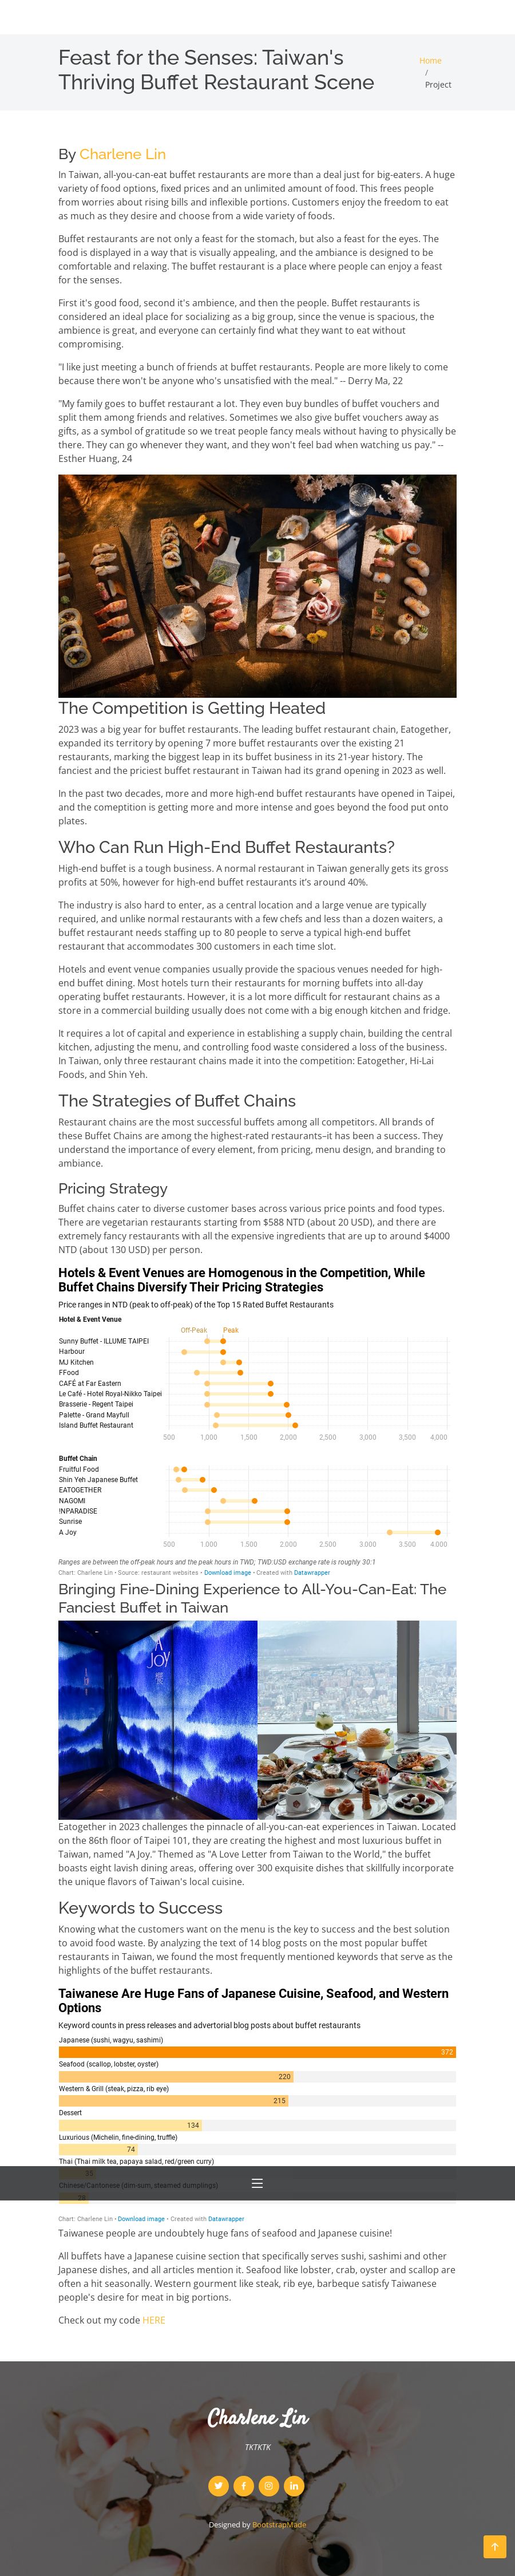 Feast for the Senses: Taiwan's
Thriving Buffet Restaurant Scene
Home
/
Project
By Charlene Lin
In Taiwan, all-you-can-eat buffet restaurants are more than a deal just for big-eaters. A huge
variety of food options, fixed prices and an unlimited amount of food. This frees people
from worries about rising bills and inflexible portions. Customers enjoy the freedom to eat
as much as they desire and choose from a wide variety of foods.
Buffet restaurants are not only a feast for the stomach, but also a feast for the eyes. The
food is displayed in a way that is visually appealing, and the ambiance is designed to be
comfortable and relaxing. The buffet restaurant is a place where people can enjoy a feast
for the senses.
First it's good food, second it's ambience, and then the people. Buffet restaurants is
considered an ideal place for socializing as a big group, since the venue is spacious, the
ambience is great, and everyone can certainly find what they want to eat without
compromising.
"I like just meeting a bunch of friends at buffet restaurants. People are more likely to come
because there won't be anyone who's unsatisfied with the meal." -- Derry Ma, 22
"My family goes to buffet restaurant a lot. They even buy bundles of buffet vouchers and
split them among friends and relatives. Sometimes we also give buffet vouchers away as
gifts, as a symbol of gratitude so we treat people fancy meals without having to physically be
there. They can go whenever they want, and they won't feel bad when watching us pay." --
Esther Huang, 24
The Competition is Getting Heated
2023 was a big year for buffet restaurants. The leading buffet restaurant chain, Eatogether,
expanded its territory by opening 7 more buffet restaurants over the existing 21
restaurants, marking the biggest leap in its buffet business in its 21-year history. The
fanciest and the priciest buffet restaurant in Taiwan had its grand opening in 2023 as well.
In the past two decades, more and more high-end buffet restaurants have opened in Taipei,
and the comeptition is getting more and more intense and goes beyond the food put onto
plates.
Who Can Run High-End Buffet Restaurants?
High-end buffet is a tough business. A normal restaurant in Taiwan generally gets its gross
profits at 50%, however for high-end buffet restaurants it's around 40%.
The industry is also hard to enter, as a central location and a large venue are typically
required, and unlike normal restaurants with a few chefs and less than a dozen waiters, a
buffet restaurant needs staffing up to 80 people to serve a typical high-end buffet
restaurant that accommodates 300 customers in each time slot.
Hotels and event venue companies usually provide the spacious venues needed for high-
end buffet dining. Most hotels turn their restaurants for morning buffets into all-day
operating buffet restaurants. However, it is a lot more difficult for restaurant chains as a
store in a commercial building usually does not come with a big enough kitchen and fridge.
It requires a lot of capital and experience in establishing a supply chain, building the central
kitchen, adjusting the menu, and controlling food waste considered a loss of the business.
In Taiwan, only three restaurant chains made it into the competition: Eatogether, Hi-Lai
Foods, and Shin Yeh.
The Strategies of Buffet Chains
Restaurant chains are the most successful buffets among all competitors. All brands of
these Buffet Chains are among the highest-rated restaurants–it has been a success. They
understand the importance of every element, from pricing, menu design, and branding to
ambiance.
Pricing Strategy
Buffet chains cater to diverse customer bases across various price points and food types.
There are vegetarian restaurants starting from $588 NTD (about 20 USD), and there are
extremely fancy restaurants with all the expensive ingredients that are up to around $4000
NTD (about 130 USD) per person.
Hotels & Event Venues are Homogenous in the Competition, While
Buffet Chains Diversify Their Pricing Strategies
Price ranges in NTD (peak to off-peak) of the Top 15 Rated Buffet Restaurants
Hotel & Event Venue
Off-Peak Peak
Sunny Buffet - ILLUME TAIPEI
Harbour
MJ Kitchen
FFood
CAFÉ at Far Eastern
Le Café - Hotel Royal-Nikko Taipei
Brasserie - Regent Taipei
Palette - Grand Mayfull
Island Buffet Restaurant
500 1,000 1,500 2,000 2,500 3,000 3,500 4,000
Buffet Chain
Fruitful Food
Shin Yeh Japanese Buffet
EATOGETHER
NAGOMI
!NPARADISE
Sunrise
A Joy
500 1,000 1,500 2,000 2,500 3,000 3,500 4,000
Ranges are between the off-peak hours and the peak hours in TWD; TWD:USD exchange rate is roughly 30:1
Chart: Charlene Lin • Source: restaurant websites • Download image • Created with Datawrapper
Bringing Fine-Dining Experience to All-You-Can-Eat: The
Fanciest Buffet in Taiwan
A
JOY
Eatogether in 2023 challenges the pinnacle of all-you-can-eat experiences in Taiwan. Located
on the 86th floor of Taipei 101, they are creating the highest and most luxurious buffet in
Taiwan, named "A Joy." Themed as "A Love Letter from Taiwan to the World," the buffet
boasts eight lavish dining areas, offering over 300 exquisite dishes that skillfully incorporate
the unique flavors of Taiwan's local cuisine.
Keywords to Success
Knowing what the customers want on the menu is the key to success and the best solution
to avoid food waste. By analyzing the text of 14 blog posts on the most popular buffet
restaurants in Taiwan, we found the most frequently mentioned keywords that serve as the
highlights of the buffet restaurants.
Taiwanese Are Huge Fans of Japanese Cuisine, Seafood, and Western
Options
Keyword counts in press releases and advertorial blog posts about buffet restaurants
Japanese (sushi, wagyu, sashimi)
372
Seafood (scallop, lobster, oyster)
220
Western & Grill (steak, pizza, rib eye)
215
Dessert
134
Luxurious (Michelin, fine-dining, truffle)
74
Thai (Thai milk tea, papaya salad, red/green curry)
Chinese/Cantonese (dim-sum, steamed dumplings)
Chart: Charlene Lin • Download image • Created with Datawrapper
Taiwanese people are undoubtedly huge fans of seafood and Japanese cuisine!
All buffets have a Japanese cuisine section that specifically serves sushi, sashimi and other
Japanese dishes, and all articles mention it. Seafood like lobster, crab, oyster and scallop are
often a hit seasonally. Western gourment like steak, rib eye, barbeque satisfy Taiwanese
people's desire for meat in big portions.
Check out my code HERE
Charlene Lin
TKTKTK
Designed by BootstrapMade